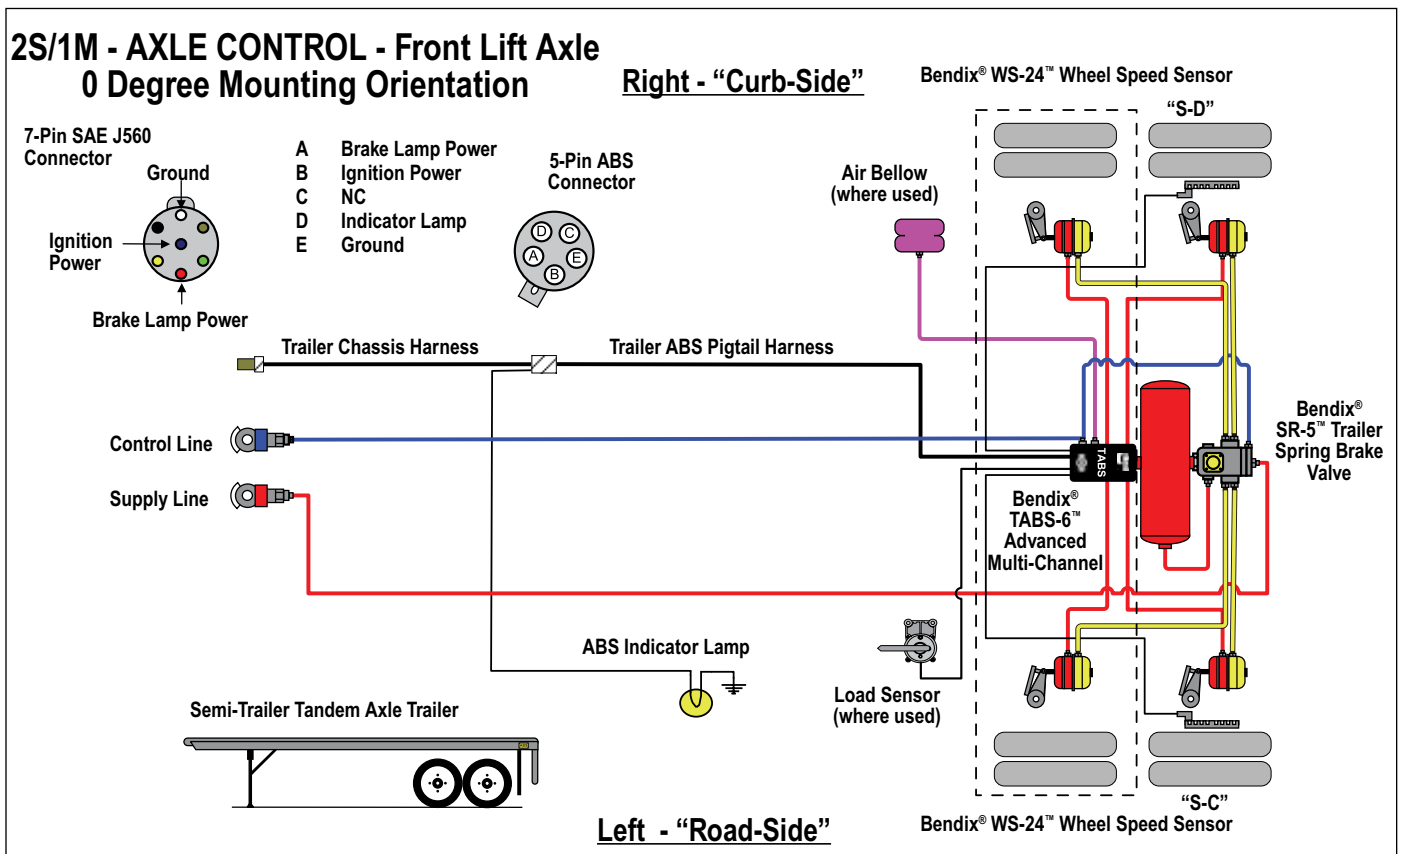 2S/1M - AXLE CONTROL - Front Lift Axle
0 Degree Mounting Orientation
Right - “Curb-Side”
Bendix® WS-24™ Wheel Speed Sensor
“S-D”
7-Pin SAE J560
Connector
Ground
Ignition
Power
Brake Lamp Power
A Brake Lamp Power
B Ignition Power
C NC
D Indicator Lamp
E Ground
5-Pin ABS
Connector
D
C
A
E
B
Air Bellow
(where used)
Trailer Chassis Harness
Trailer ABS Pigtail Harness
Control Line
Supply Line
TABS
Bendix®
SR-5™ Trailer
Spring Brake
Valve
Bendix®
TABS-6™
Advanced
Multi-Channel
ABS Indicator Lamp
Load Sensor
(where used)
Semi-Trailer Tandem Axle Trailer
“S-C”
Left - “Road-Side”
Bendix® WS-24™ Wheel Speed Sensor